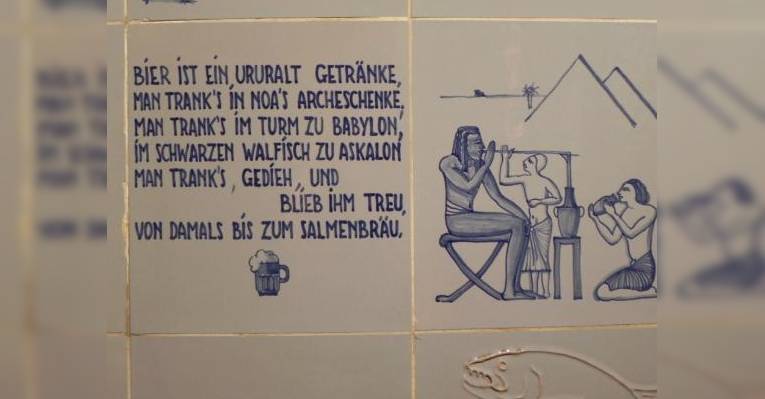 BIER IST EIN URURALT GETRÄNKE,
MAN TRANK'S IN NOA'S ARCHESCHENKE,
MAN TRANK'S IM TURM ZU BABYLON,
IM SCHWARZEN WALFISCH ZU ASKALON
MAN TRANK'S, GEDIEH, UND
BLIEB IHM TREU,
VON DAMALS BIS ZUM SALMENBRÄU.